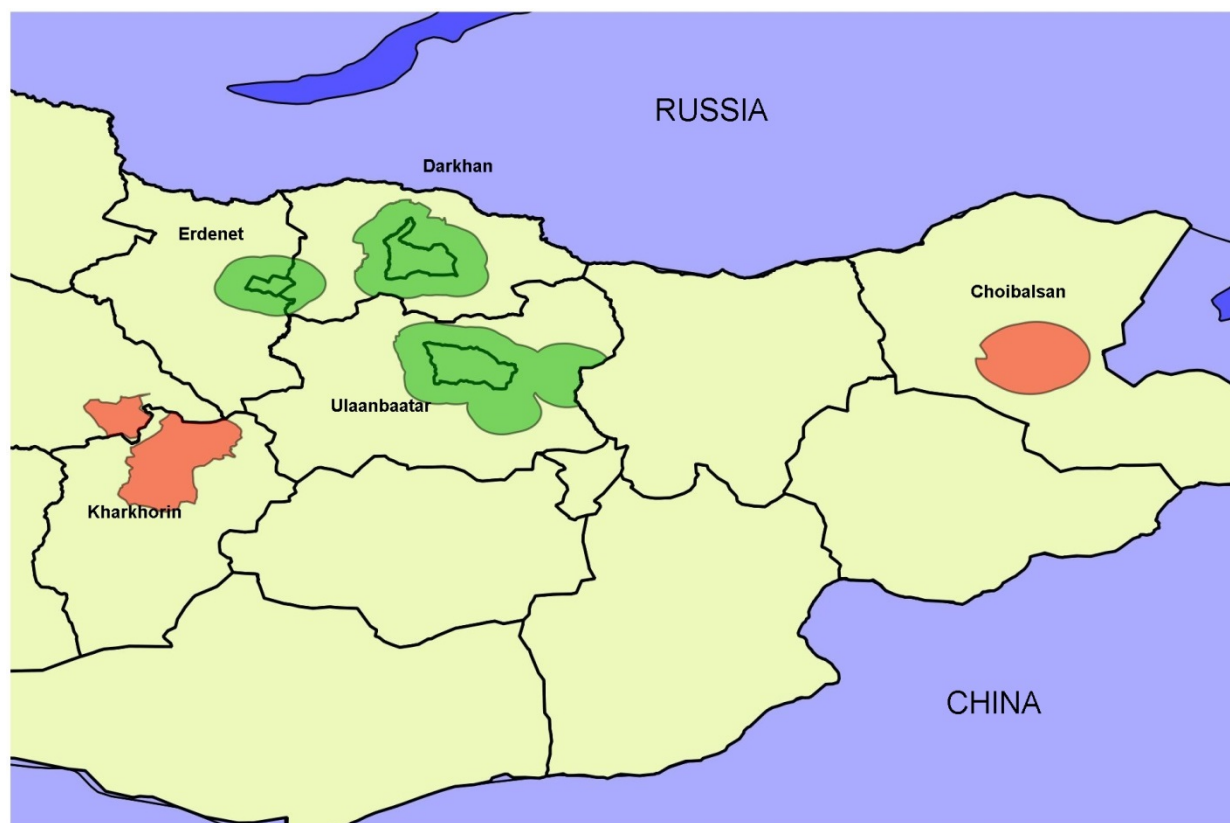 RUSSIA
Darkhan
Erdenet
Choibalsan
Ulaanbaatar
Kharkhorin
CHINA